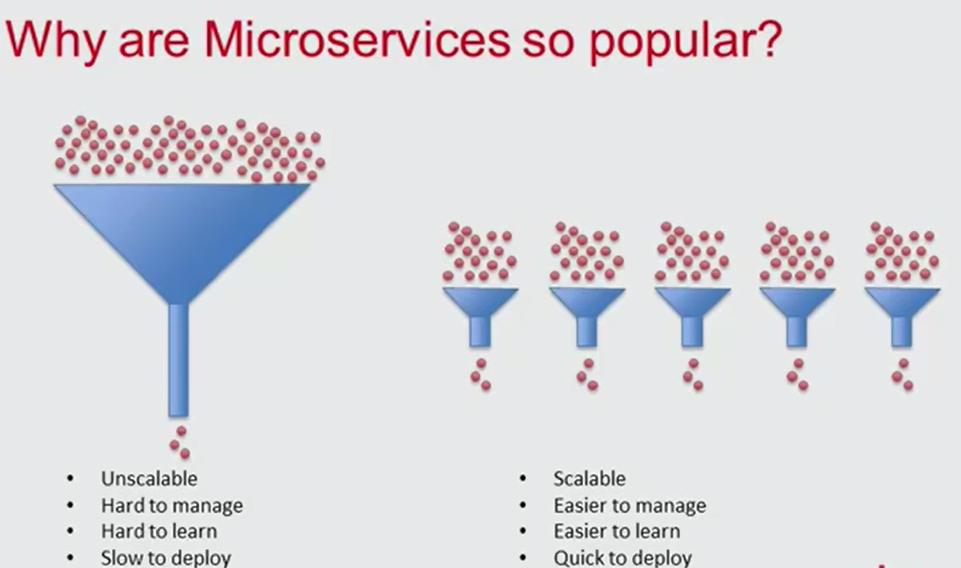 Why are Microservices so popular?
• Unscalable
• Hard to manage
• Hard to learn
• Slow to deploy
• Scalable
• Easier to manage
• Easier to learn
• Quick to deploy